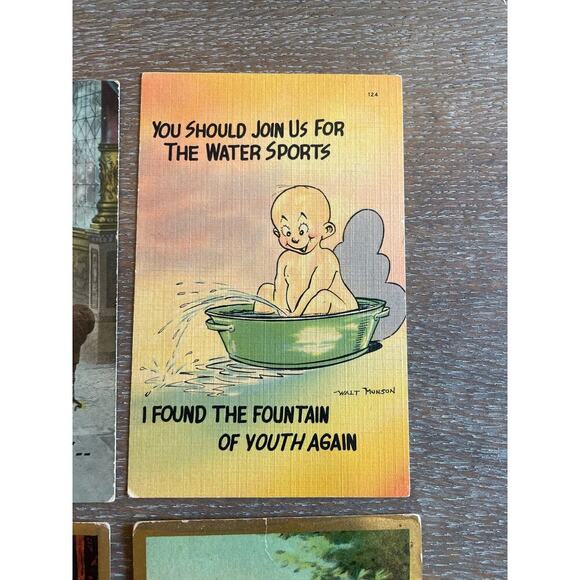 124
YOU SHOULD JOIN US FOR
THE WATER SPORTS
WALT MUNSON
I FOUND THE FOUNTAIN
OF YOUTH AGAIN